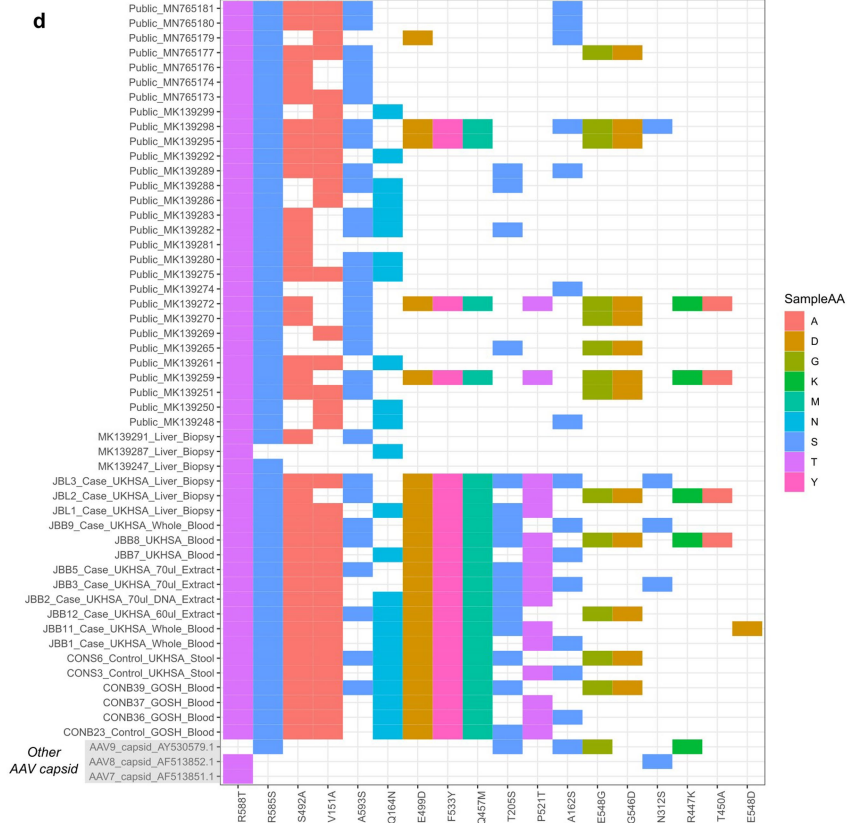 d
Public_MN765181
Public_MN765180
Public_MN765179
Public_MN765177
Public_MN765176
Public_MN765174
Public_MN765173
Public_MK139299
Public_MK139298
Public_MK139295
Public_MK139292
Public_MK139289
Public_MK139288
Public_MK139286
Public_MK139283
Public_MK139282
Public_MK139281
Public_MK139280
Public_MK139275
Public_MK139274
Public_MK139272
Public_MK139270
Public_MK139269
Public_MK139265
Public_MK139261
Public_MK139259
Public_MK139251
Public_MK139250
Public_MK139248
MK139291_Liver_Biopsy
MK139287_Liver_Biopsy
MK139247_Liver_Biopsy
JBL3_Case_UKHSA_Liver_Biopsy
JBL2_Case_UKHSA_Liver_Biopsy
JBL1_Case_UKHSA_Liver_Biopsy
JBB9_Case_UKHSA_Whole_Blood
JBB8_UKHSA_Blood
JBB7_UKHSA_Blood
JBB5_Case_UKHSA_70ul_Extract
JBB3_Case_UKHSA_70ul_Extract
JBB2_Case_UKHSA_70ul_DNA_Extract
JBB12_Case_UKHSA_60ul_Extract
JBB11_Case_UKHSA_Whole_Blood
JBB1_Case_UKHSA_Whole_Blood
CONS6_Control_UKHSA_Stool
CONS3_Control_UKHSA_Stool
CONB39_GOSH_Blood
CONB37_GOSH_Blood
CONB36_GOSH_Blood
CONB23_Control_GOSH_Blood
Other
AAV capsid
AAV9_capsid_AY530579.1
AAV8_capsid_AF513852.1
AAV7_capsid_AF513851.1
R588T
R585S
S492A
V151A
A593S
Q164N
E499D
F533Y
Q457M
T205S
P521T
A162S
E548G
G546D
N312S
R447K
T450A
E548D
SampleAA
A
D
G
K
M
N
S
T
Y